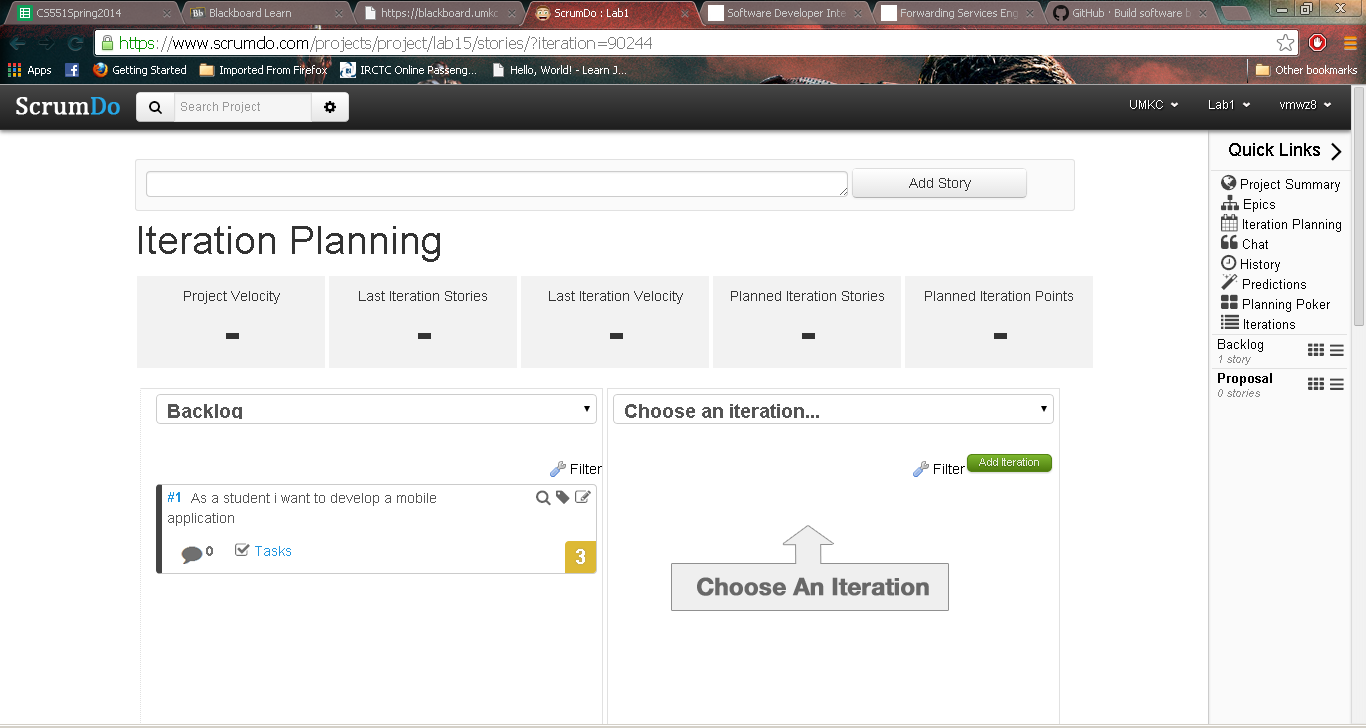 CS551Spring2014
Bb Blackboard Learn
https://blackboard.umkc
ScrumDo : Lab1
Software Developer Inte
Forwarding Services Eng
GitHub · Build software b
https://www.scrumdo.com/projects/project/lab15/stories/?iteration=90244
Apps
Getting Started
Imported From Firefox
IRCTC Online Passeng...
Hello, World! - Learn J...
Other bookmarks
ScrumDo
Search Project
UMKC
Lab1
vmwz8
Quick Links
Add Story
Project Summary
Epics
Iteration Planning
Chat
History
Predictions
Planning Poker
Iterations
Backlog
1 story
Proposal
0 stories
Iteration Planning
Project Velocity
-
Last Iteration Stories
-
Last Iteration Velocity
-
Planned Iteration Stories
-
Planned Iteration Points
-
Backlog
Filter
#1 As a student i want to develop a mobile
application
0
Tasks
3
Choose an iteration...
Filter
Add Iteration
Choose An Iteration